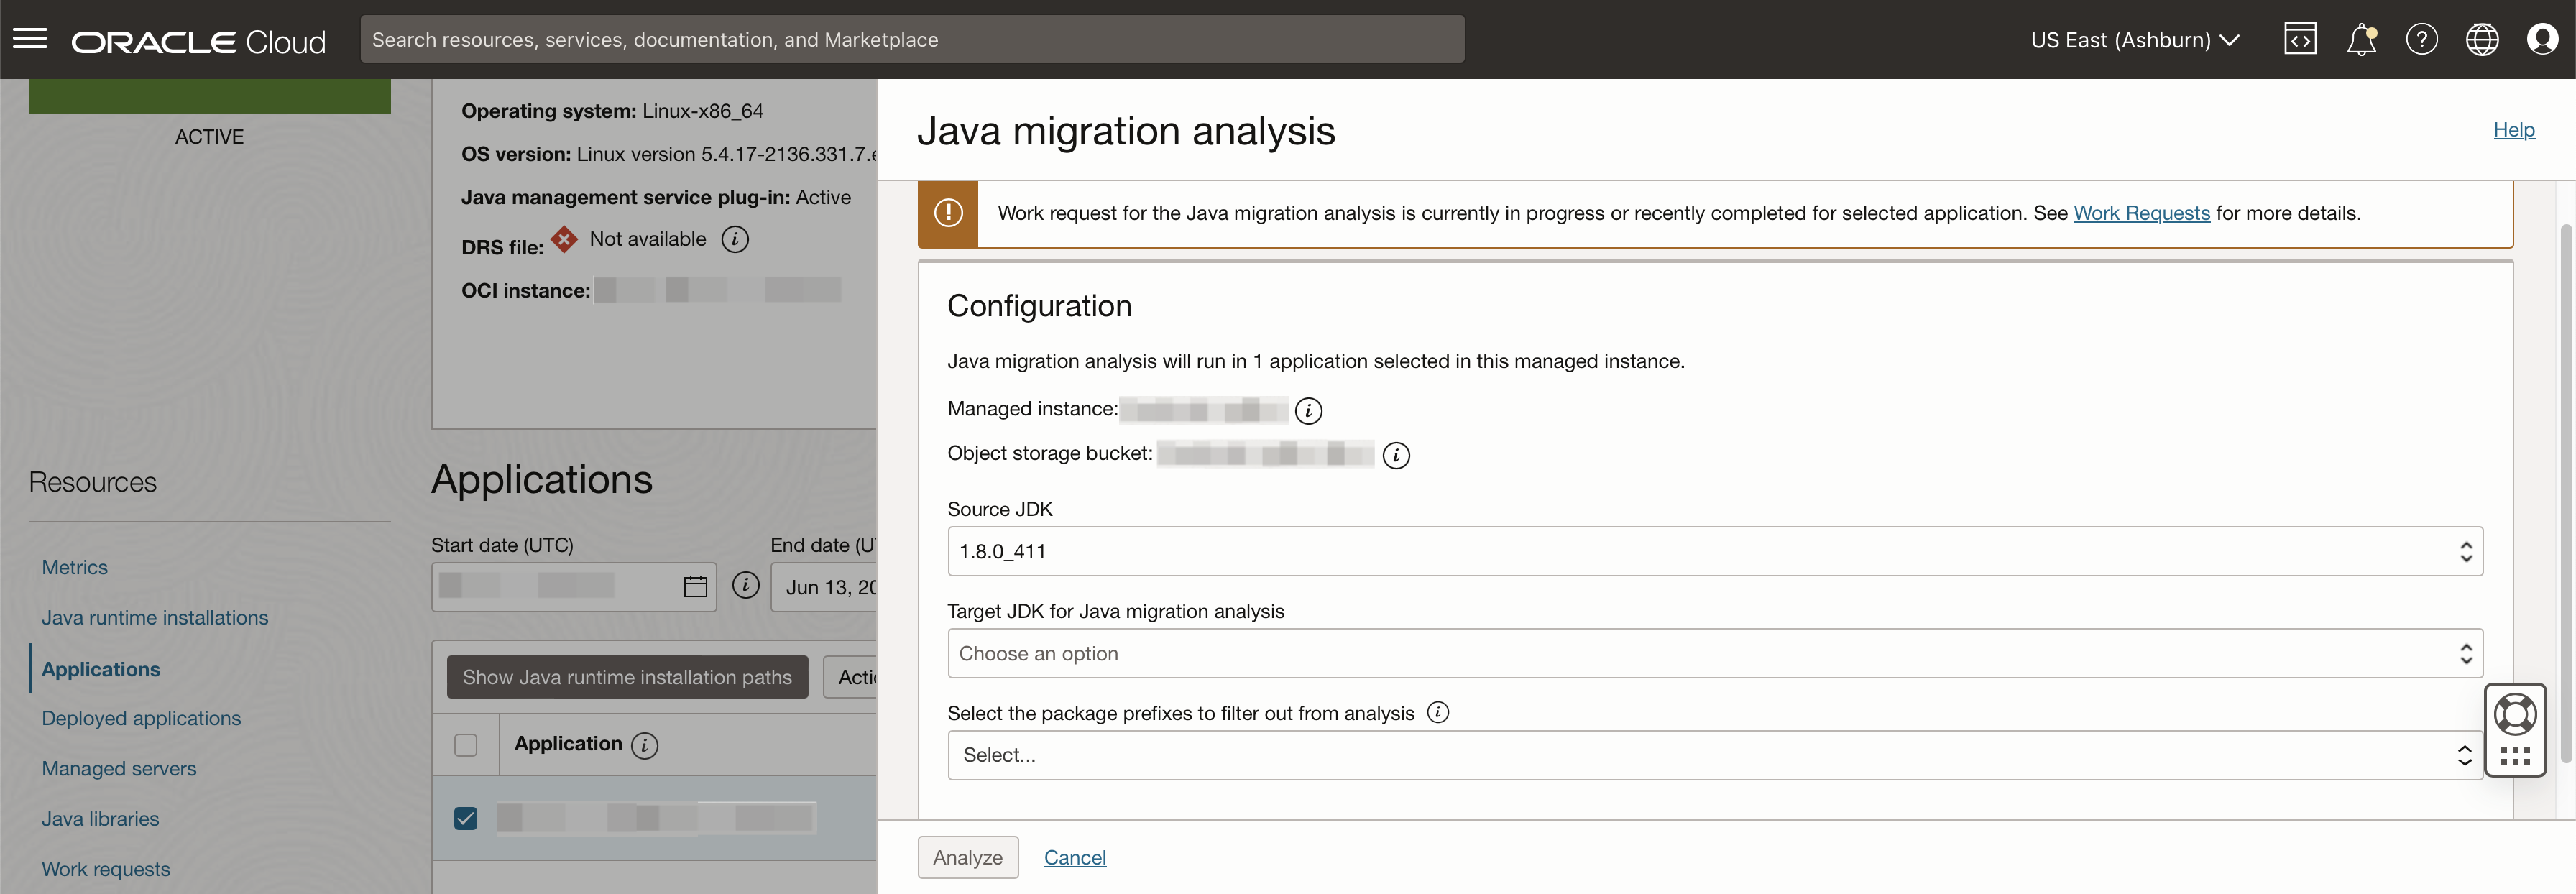 ORACLE Cloud
Search resources, services, documentation, and Marketplace
US East (Ashburn)
ACTIVE
Operating system: Linux-x86_64
OS version: Linux version 5.4.17-2136.331.7.
Java management service plug-in: Active
DRS file: Not available
OCI instance:
Resources
Metrics
Java runtime installations
Applications
Deployed applications
Managed servers
Java libraries
Work requests
Applications
Start date (UTC)
End date (U
Jun 13, 20
Show Java runtime installation paths
Acti
Application
Java migration analysis
Help
Work request for the Java migration analysis is currently in progress or recently completed for selected application. See Work Requests for more details.
Configuration
Java migration analysis will run in 1 application selected in this managed instance.
Managed instance:
Object storage bucket:
Source JDK
1.8.0_411
Target JDK for Java migration analysis
Choose an option
Select the package prefixes to filter out from analysis
Select...
Analyze
Cancel